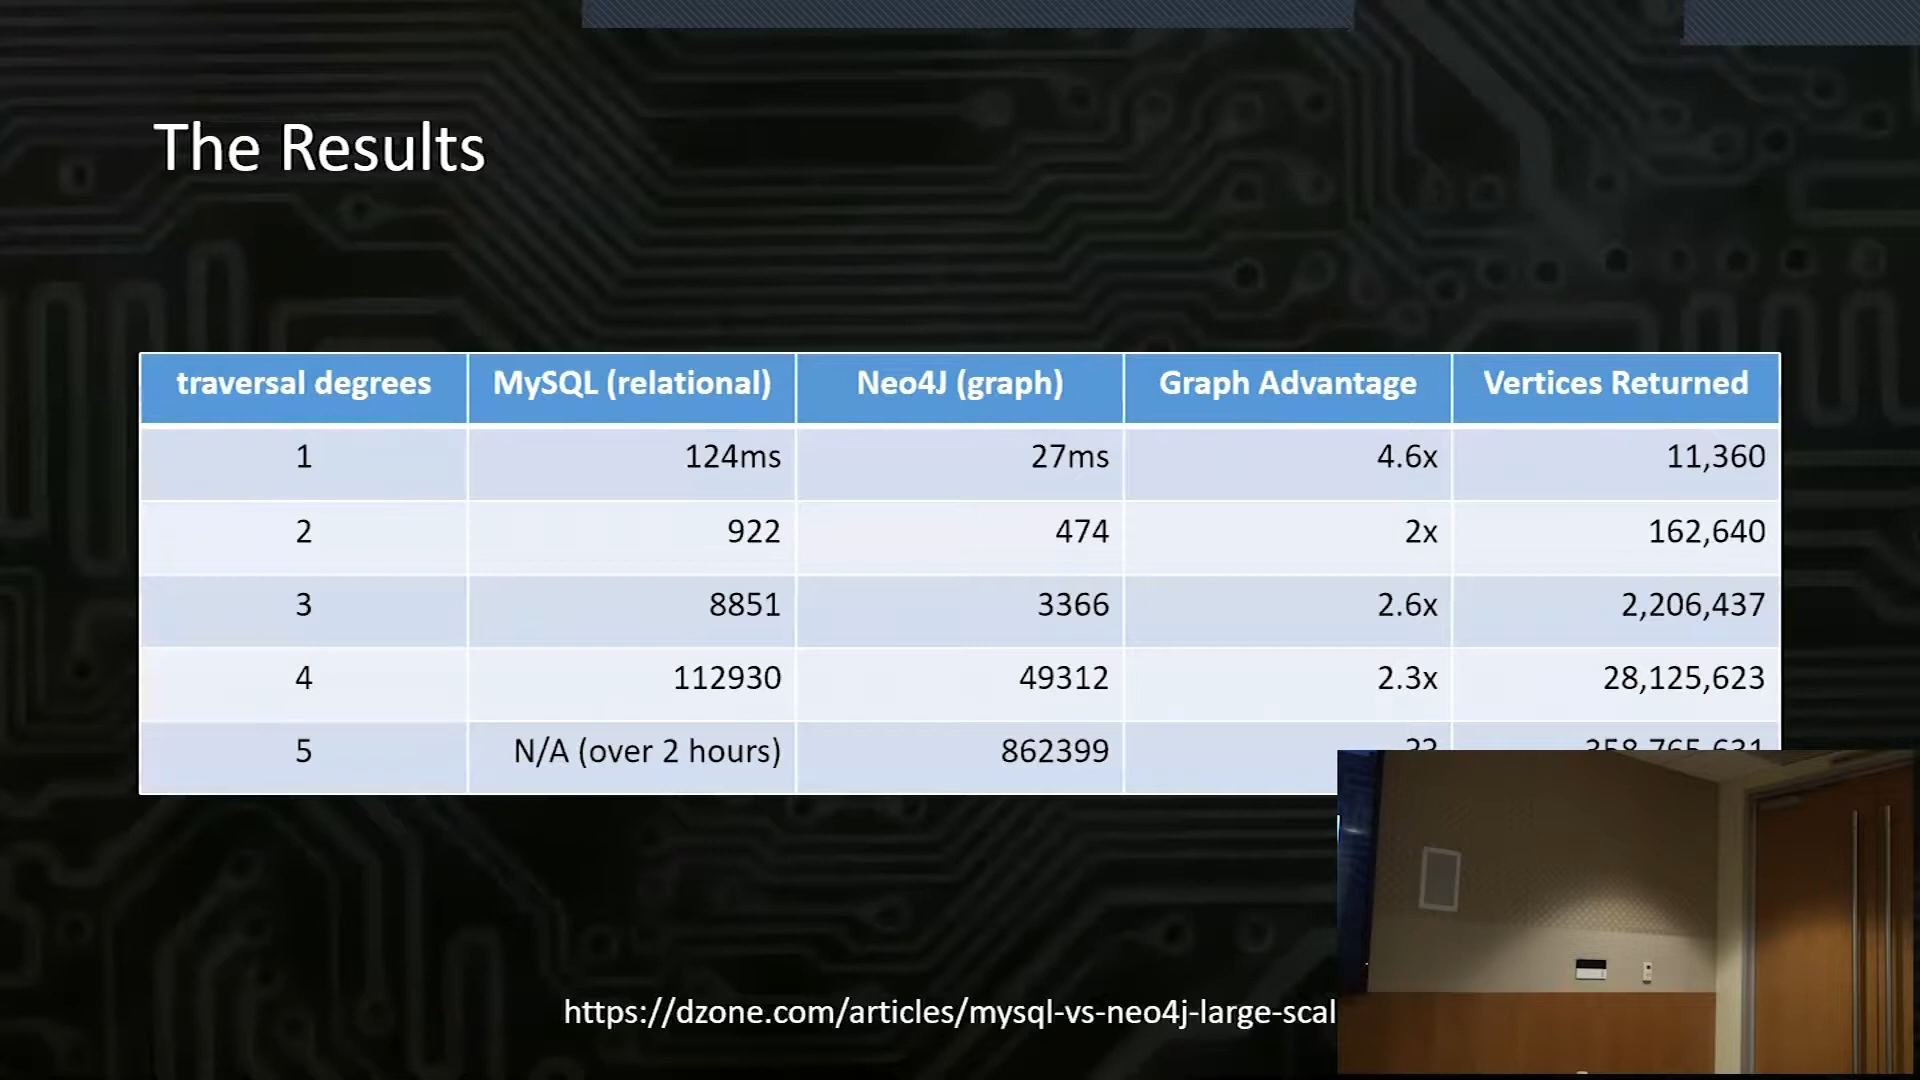 The Results
traversal degrees MySQL (relational) Neo4J (graph) Graph Advantage Vertices Returned
1 124ms 27ms 4.6x 11,360
2 922 474 2x 162,640
3 8851 3366 2.6x 2,206,437
4 112930 49312 2.3x 28,125,623
5 N/A (over 2 hours) 862399
https://dzone.com/articles/mysql-vs-neo4j-large-scal